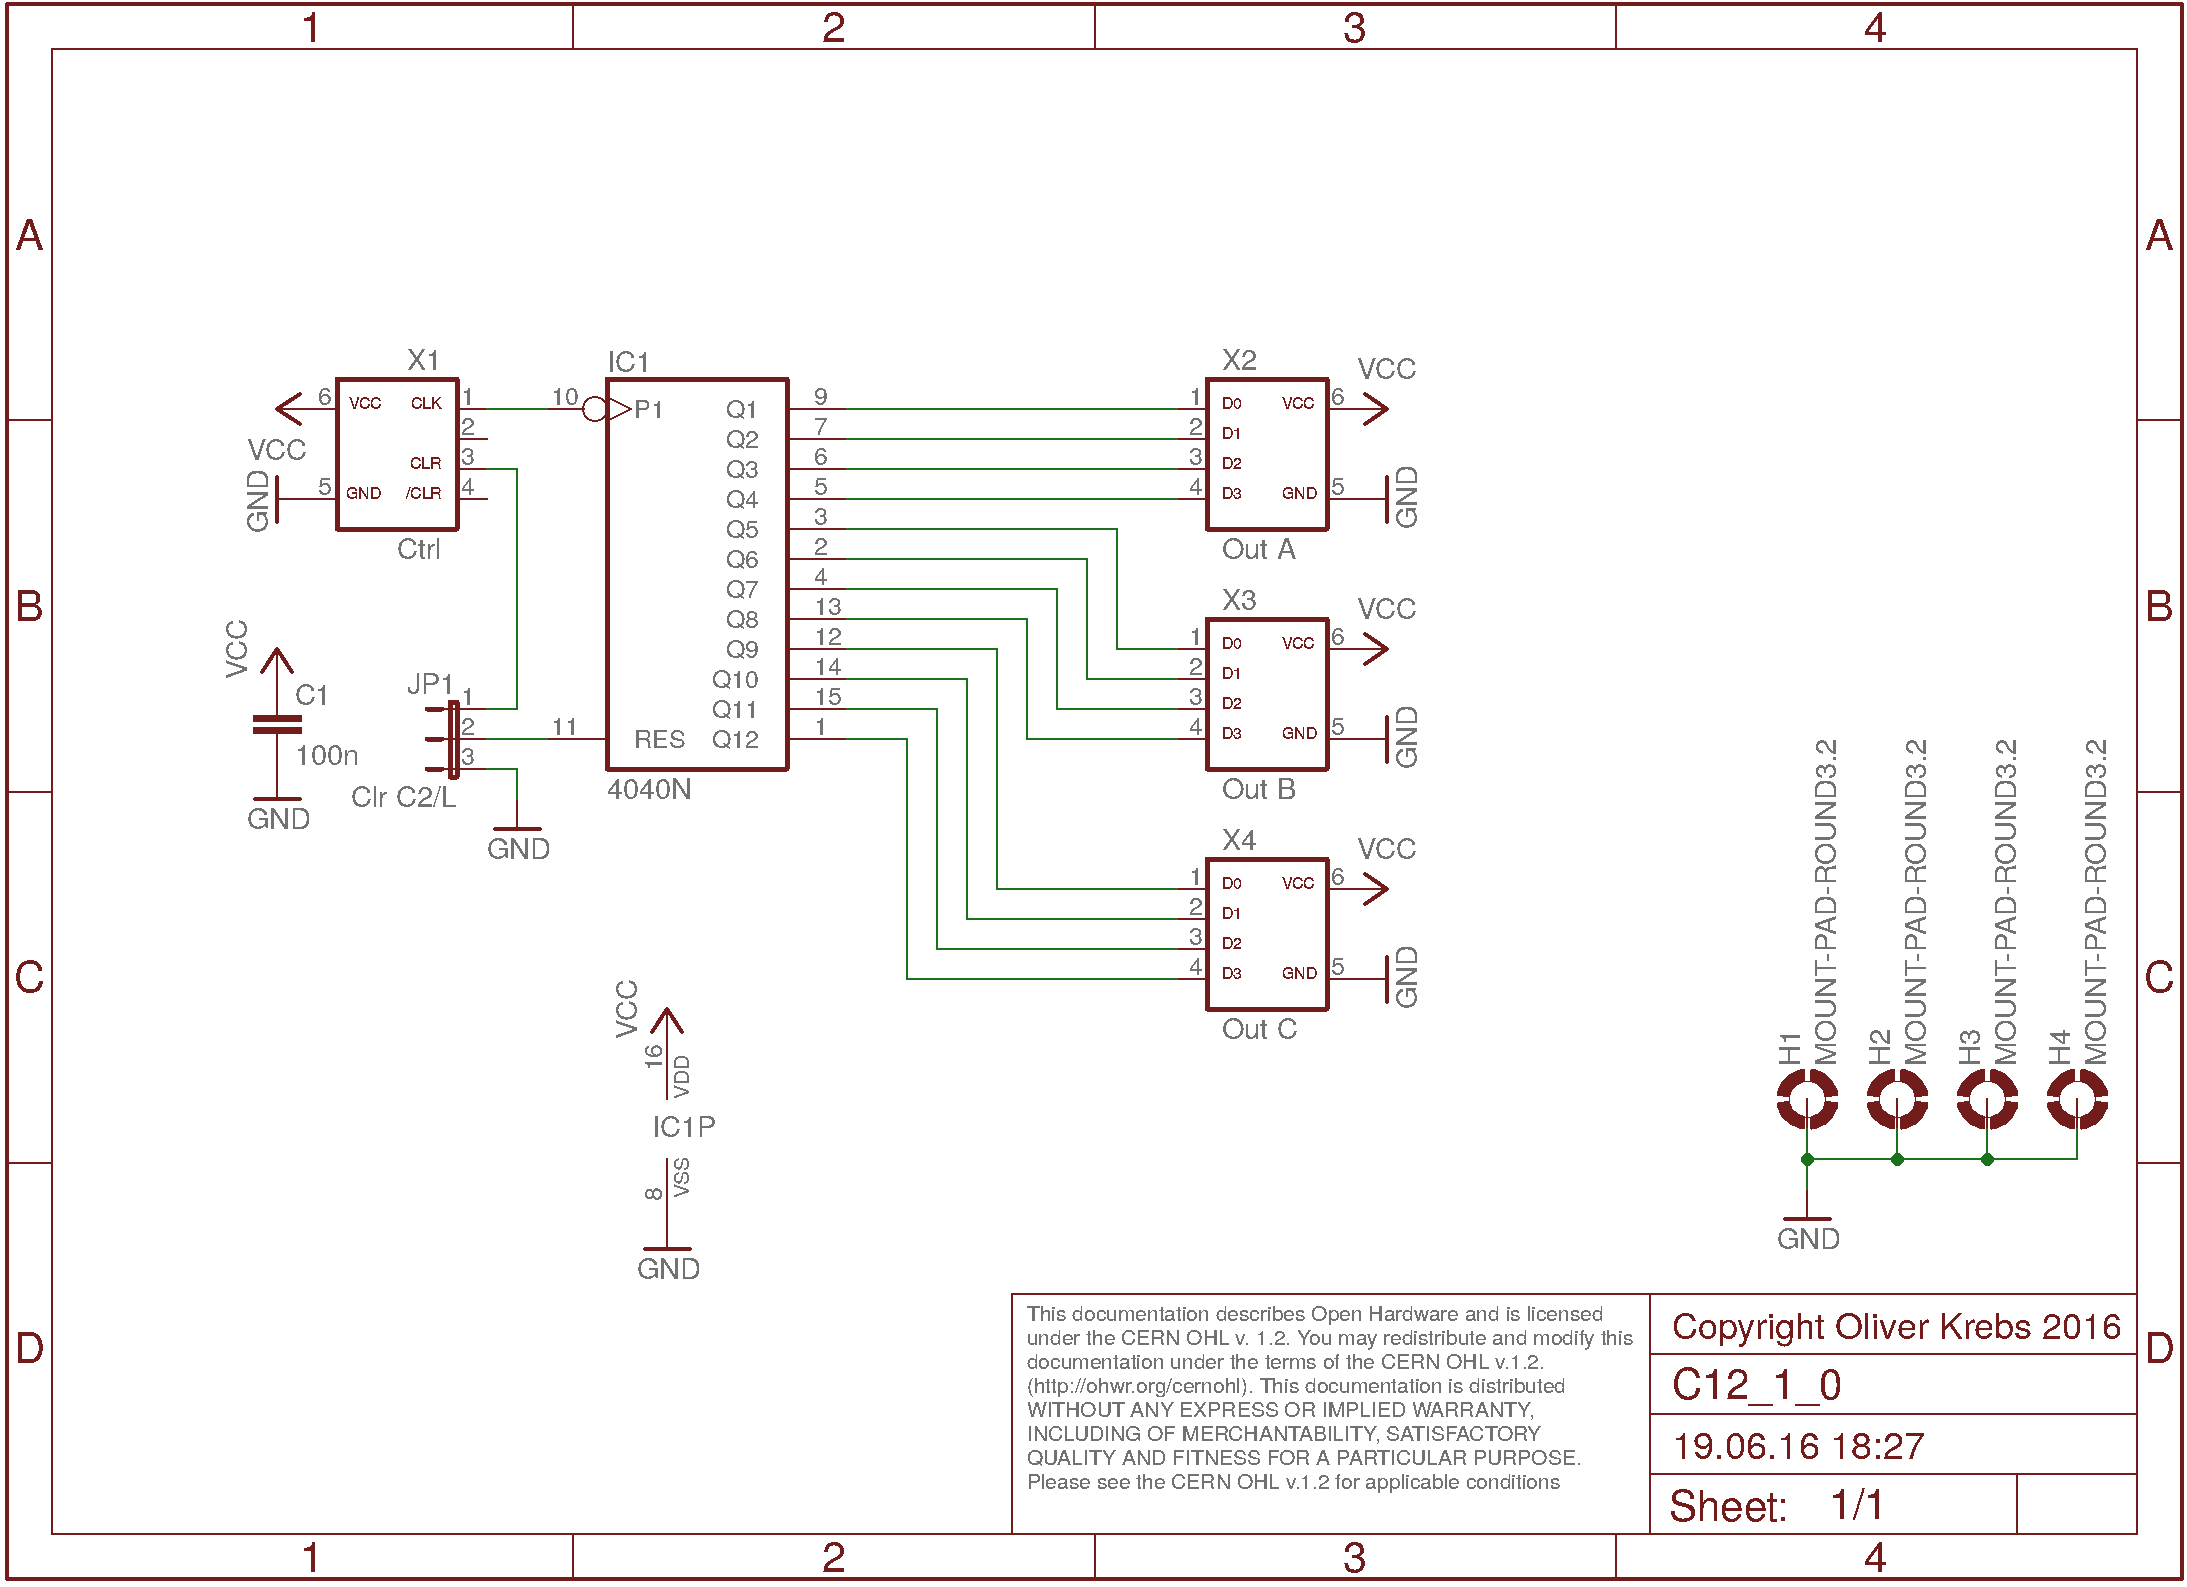 1 2 3 4
A A
X1
6 VCC CLK 1
2
VCC
CLR 3
GND 5 GND /CLR 4
Ctrl
IC1
10 P1
Q1 9
Q2 7
Q3 6
Q4 5
Q5 3
Q6 2
Q7 4
Q8 13
Q9 12
Q10 14
Q11 15
11 RES Q12 1
4040N
X2
VCC
1 D0 VCC 6
2 D1
3 D2
4 D3 GND 5 GND
Out A
B B
X3
VCC
1 D0 VCC 6
2 D1
3 D2
4 D3 GND 5 GND
Out B
VCC
C1
100n
GND
JP1
1
2
3
Clr C2/L
GND
X4
VCC
1 D0 VCC 6
2 D1
3 D2
4 D3 GND 5 GND
Out C
C C
VCC
16 VDD
IC1P
8 VSS
GND
H1 MOUNT-PAD-ROUND3.2
H2 MOUNT-PAD-ROUND3.2
H3 MOUNT-PAD-ROUND3.2
H4 MOUNT-PAD-ROUND3.2
GND
D D
This documentation describes Open Hardware and is licensed
under the CERN OHL v. 1.2. You may redistribute and modify this
documentation under the terms of the CERN OHL v.1.2.
(http://ohwr.org/cernohl). This documentation is distributed
WITHOUT ANY EXPRESS OR IMPLIED WARRANTY,
INCLUDING OF MERCHANTABILITY, SATISFACTORY
QUALITY AND FITNESS FOR A PARTICULAR PURPOSE.
Please see the CERN OHL v.1.2 for applicable conditions
Copyright Oliver Krebs 2016
C12_1_0
19.06.16 18:27
Sheet: 1/1
1 2 3 4